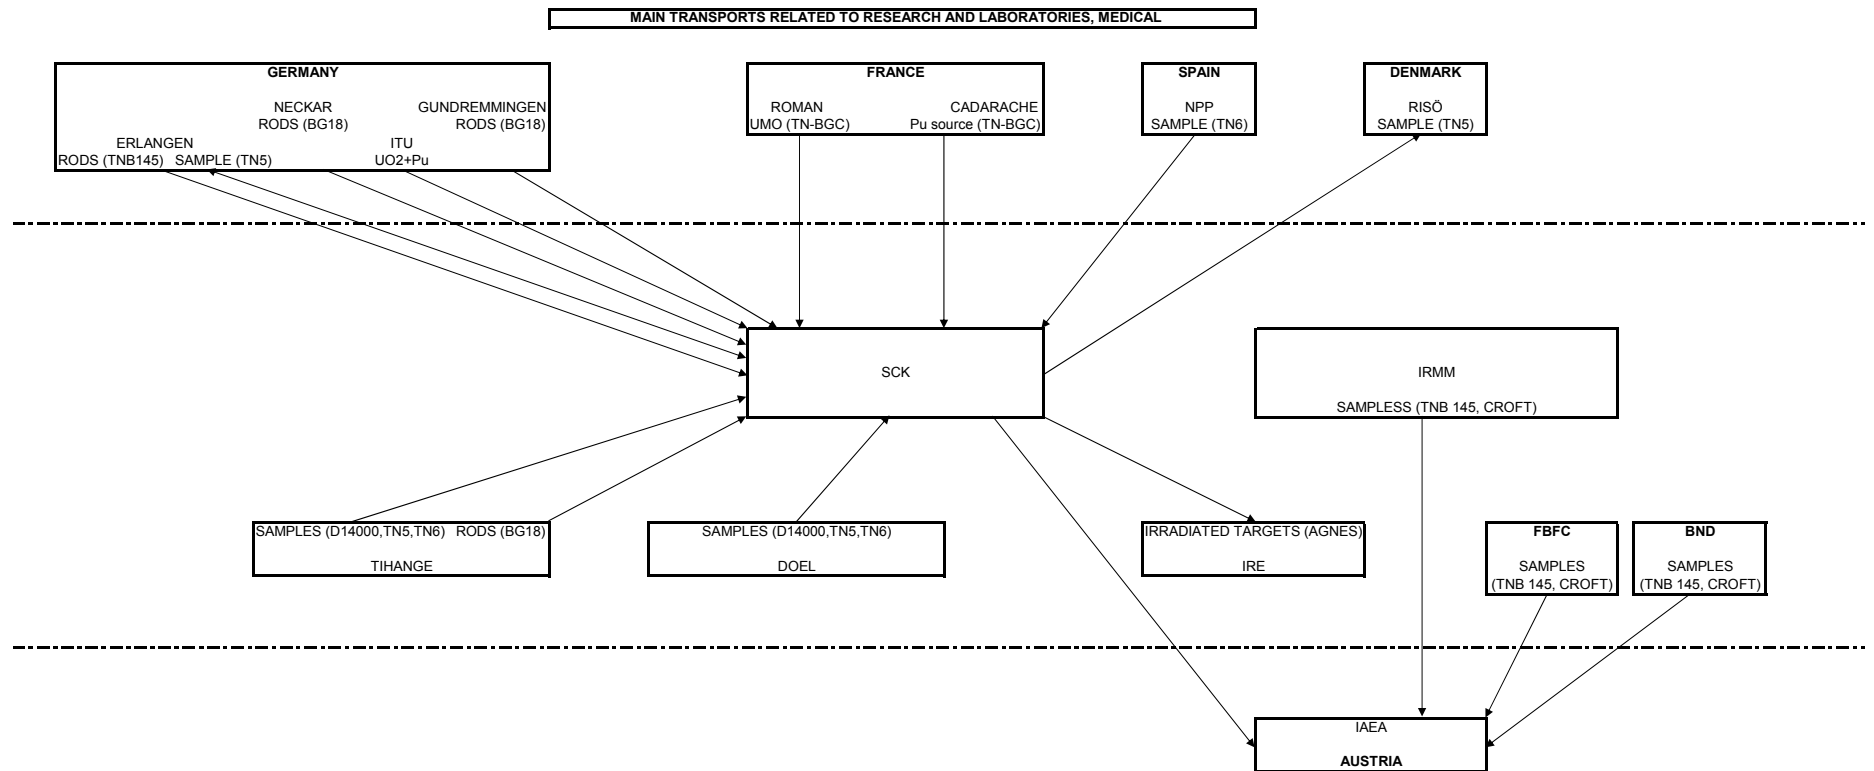 MAIN TRANSPORTS RELATED TO RESEARCH AND LABORATORIES, MEDICAL
GERMANY
NECKAR
RODS (BG18)
GUNDREMMINGEN
RODS (BG18)
ERLANGEN
RODS (TNB145) SAMPLE (TN5)
ITU
UO2+Pu
FRANCE
ROMAN
UMO (TN-BGC)
CADARACHE
Pu source (TN-BGC)
SPAIN
NPP
SAMPLE (TN6)
DENMARK
RISÖ
SAMPLE (TN5)
SCK
IRMM
SAMPLESS (TNB 145, CROFT)
SAMPLES (D14000,TN5,TN6) RODS (BG18)
TIHANGE
SAMPLES (D14000,TN5,TN6)
DOEL
IRRADIATED TARGETS (AGNES)
IRE
FBFC
SAMPLES
(TNB 145, CROFT)
BND
SAMPLES
(TNB 145, CROFT)
IAEA
AUSTRIA